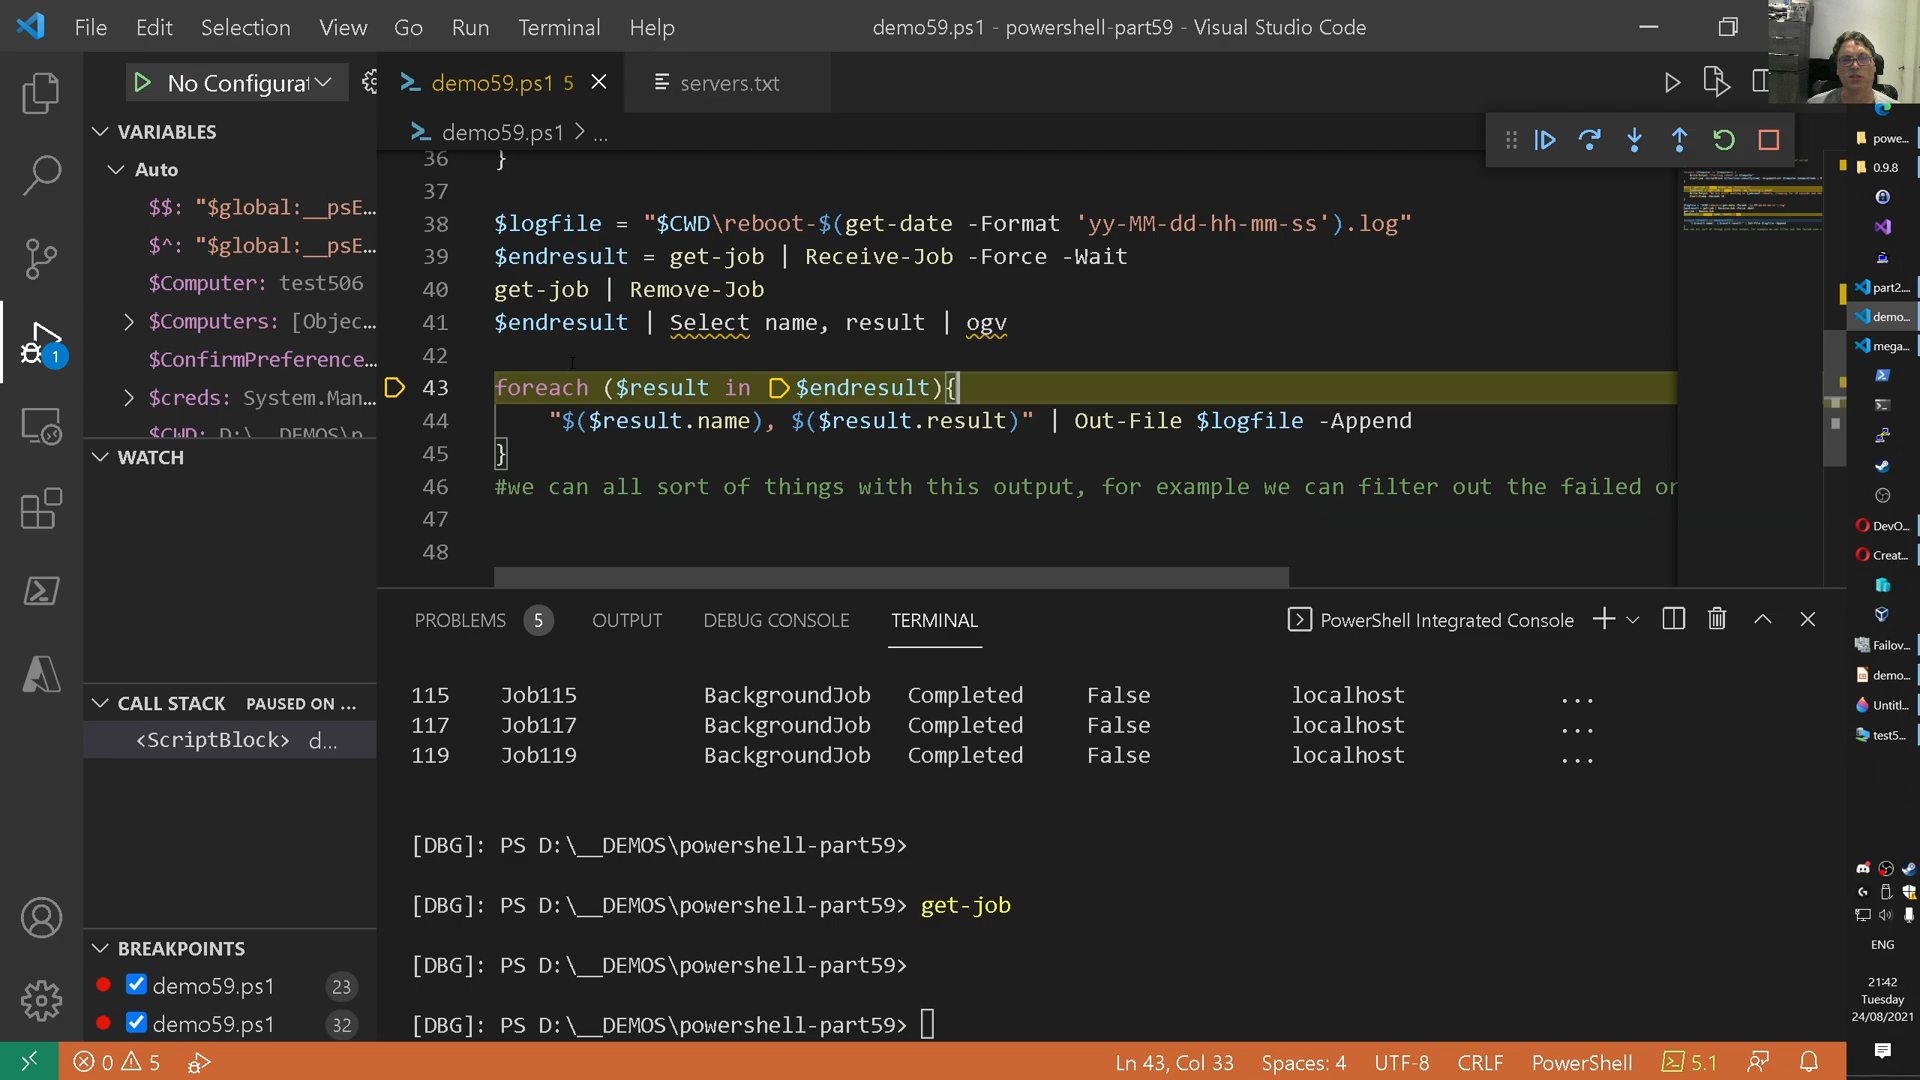 File Edit Selection View Go Run Terminal Help
demo59.ps1 - powershell-part59 - Visual Studio Code
No Configurat
demo59.ps1 5
servers.txt
demo59.ps1 > ...
VARIABLES
Auto
$$: "$global:__psE...
$^: "$global:__psE...
$Computer: test506
$Computers: [Objec...
$ConfirmPreference...
$creds: System.Man...
$CWD: D:\__DEMOS\p
WATCH
CALL STACK PAUSED ON ...
<ScriptBlock> d...
BREAKPOINTS
demo59.ps1 23
demo59.ps1 32
1
36 }
37
38 $logfile = "$CWD\reboot-$(get-date -Format 'yy-MM-dd-hh-mm-ss').log"
39 $endresult = get-job | Receive-Job -Force -Wait
40 get-job | Remove-Job
41 $endresult | Select name, result | ogv
42
43 foreach ($result in $endresult){
44 "$($result.name), $($result.result)" | Out-File $logfile -Append
45 }
46 #we can all sort of things with this output, for example we can filter out the failed or
47
48
PROBLEMS 5 OUTPUT DEBUG CONSOLE TERMINAL
PowerShell Integrated Console
115 Job115 BackgroundJob Completed False localhost ...
117 Job117 BackgroundJob Completed False localhost ...
119 Job119 BackgroundJob Completed False localhost ...
[DBG]: PS D:\__DEMOS\powershell-part59>
[DBG]: PS D:\__DEMOS\powershell-part59> get-job
[DBG]: PS D:\__DEMOS\powershell-part59>
[DBG]: PS D:\__DEMOS\powershell-part59>
0 5
Ln 43, Col 33 Spaces: 4 UTF-8 CRLF PowerShell 5.1
powe...
0.9.8
part2....
demo...
mega...
DevO...
Creat...
Failov...
demo...
Untitl...
test5...
ENG
21:42
Tuesday
24/08/2021